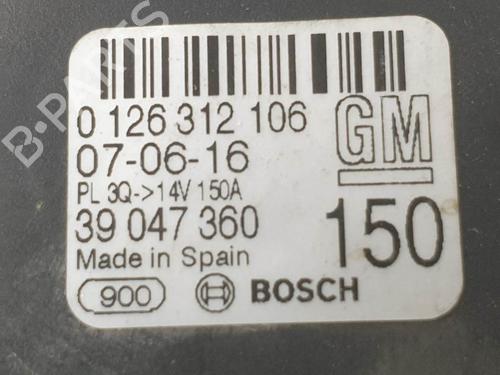 0 126 312 106
07-06-16
GM
PL 3Q->14V 150A
39 047 360
150
Made in Spain
900
BOSCH
B-PARTS